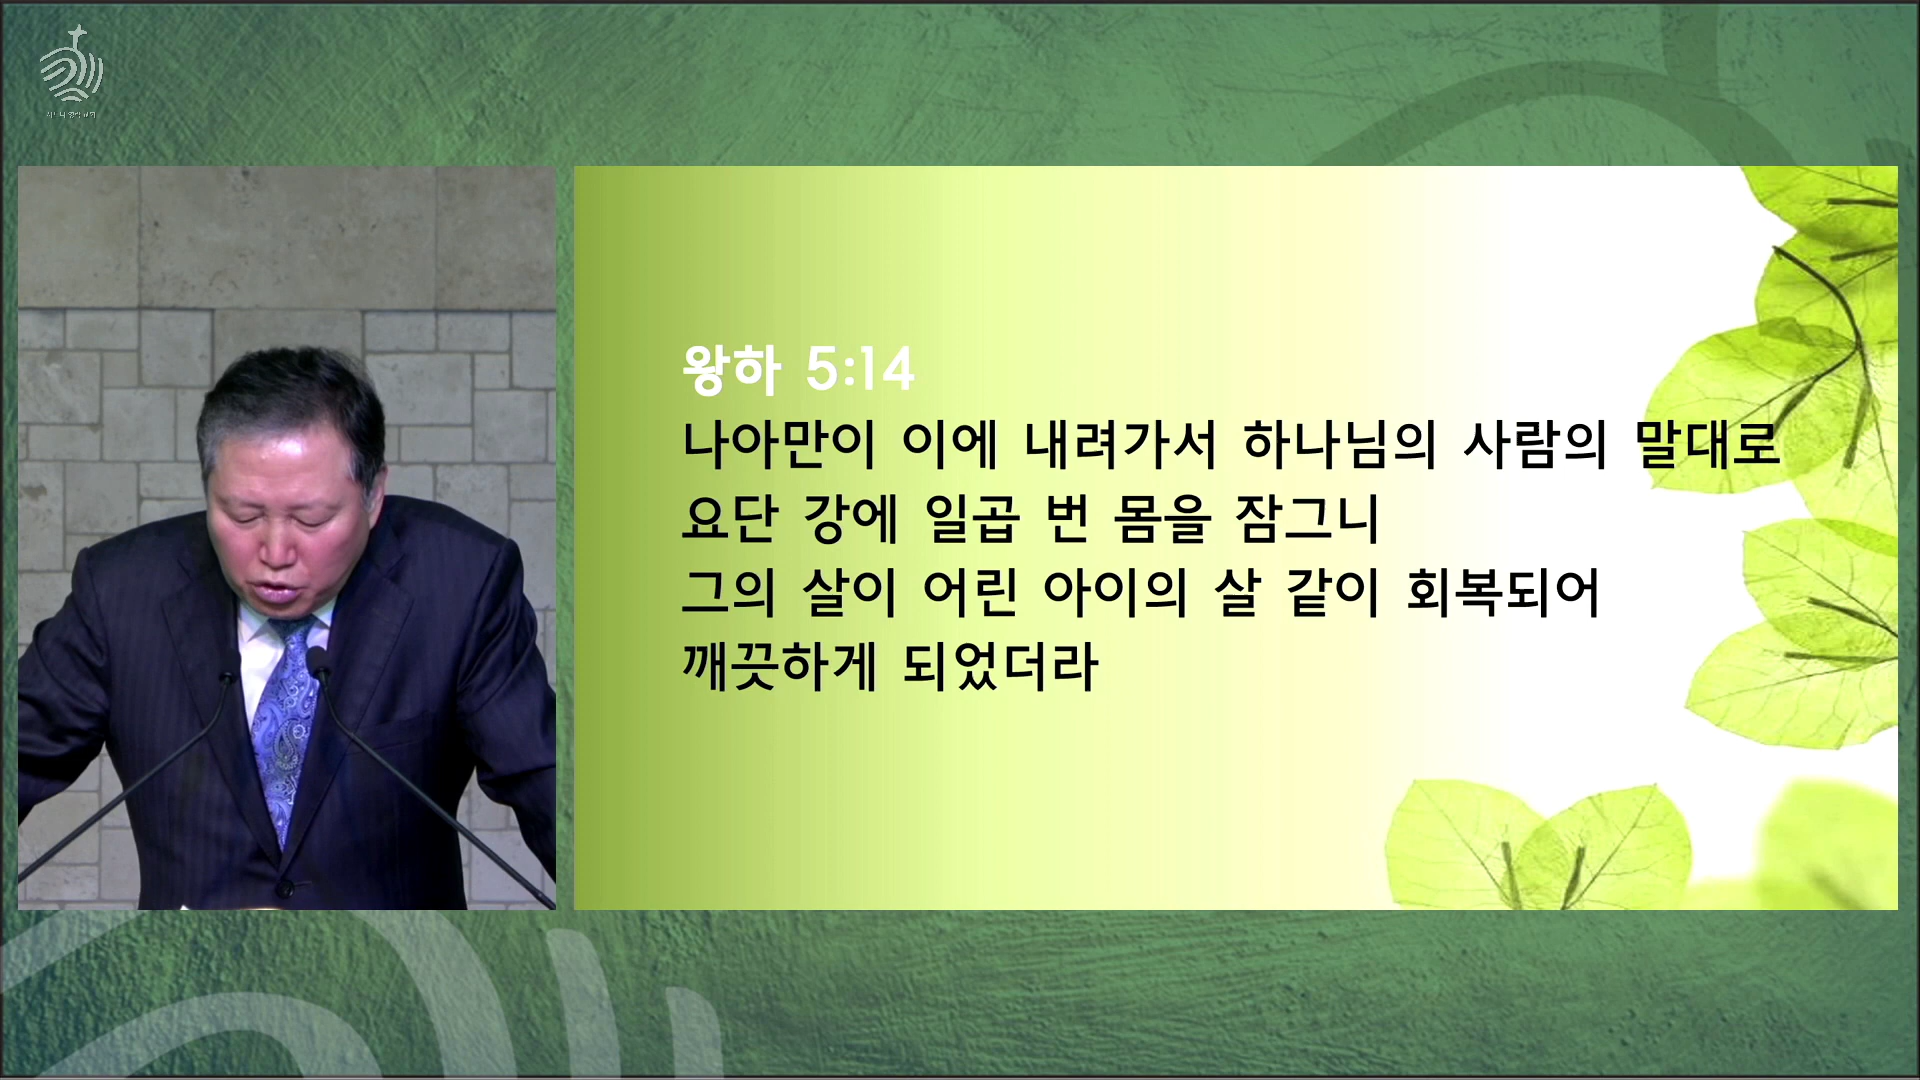 왕하 5:14
나아만이 이에 내려가서 하나님의 사람의 말대로
요단 강에 일곱 번 몸을 잠그니
그의 살이 어린 아이의 살 같이 회복되어
깨끗하게 되었더라